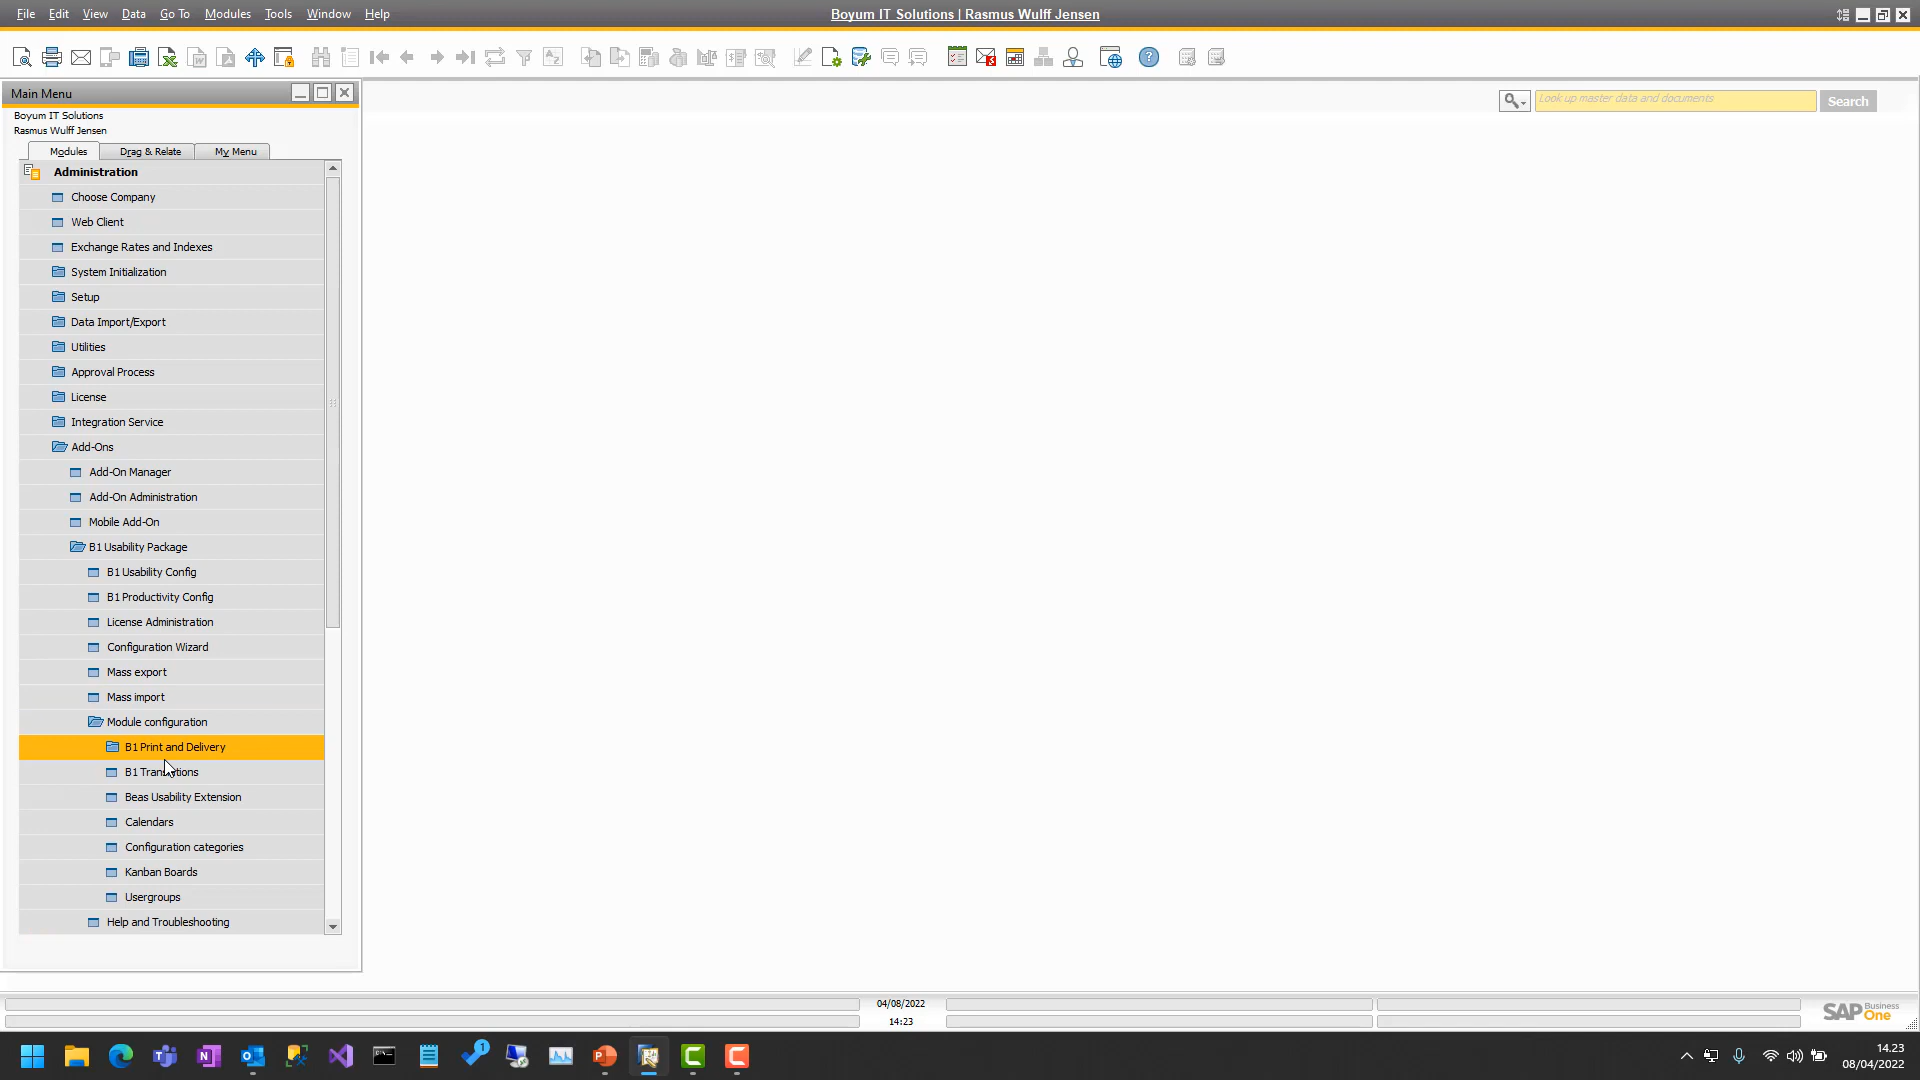 File Edit View Data Go To Modules Tools Window Help
Boyum IT Solutions | Rasmus Wulff Jensen
Main Menu
Look up master data and documents
Search
Boyum IT Solutions
Rasmus Wulff Jensen
Modules Drag & Relate My Menu
Administration
Choose Company
Web Client
Exchange Rates and Indexes
System Initialization
Setup
Data Import/Export
Utilities
Approval Process
License
Integration Service
Add-Ons
Add-On Manager
Add-On Administration
Mobile Add-On
B1 Usability Package
B1 Usability Config
B1 Productivity Config
License Administration
Configuration Wizard
Mass export
Mass import
Module configuration
B1 Print and Delivery
B1
Beas Usability Extension
Calendars
Configuration categories
Kanban Boards
Usergroups
Help and Troubleshooting
04/08/2022
14:23
SAP Business One
1
14.23
08/04/2022